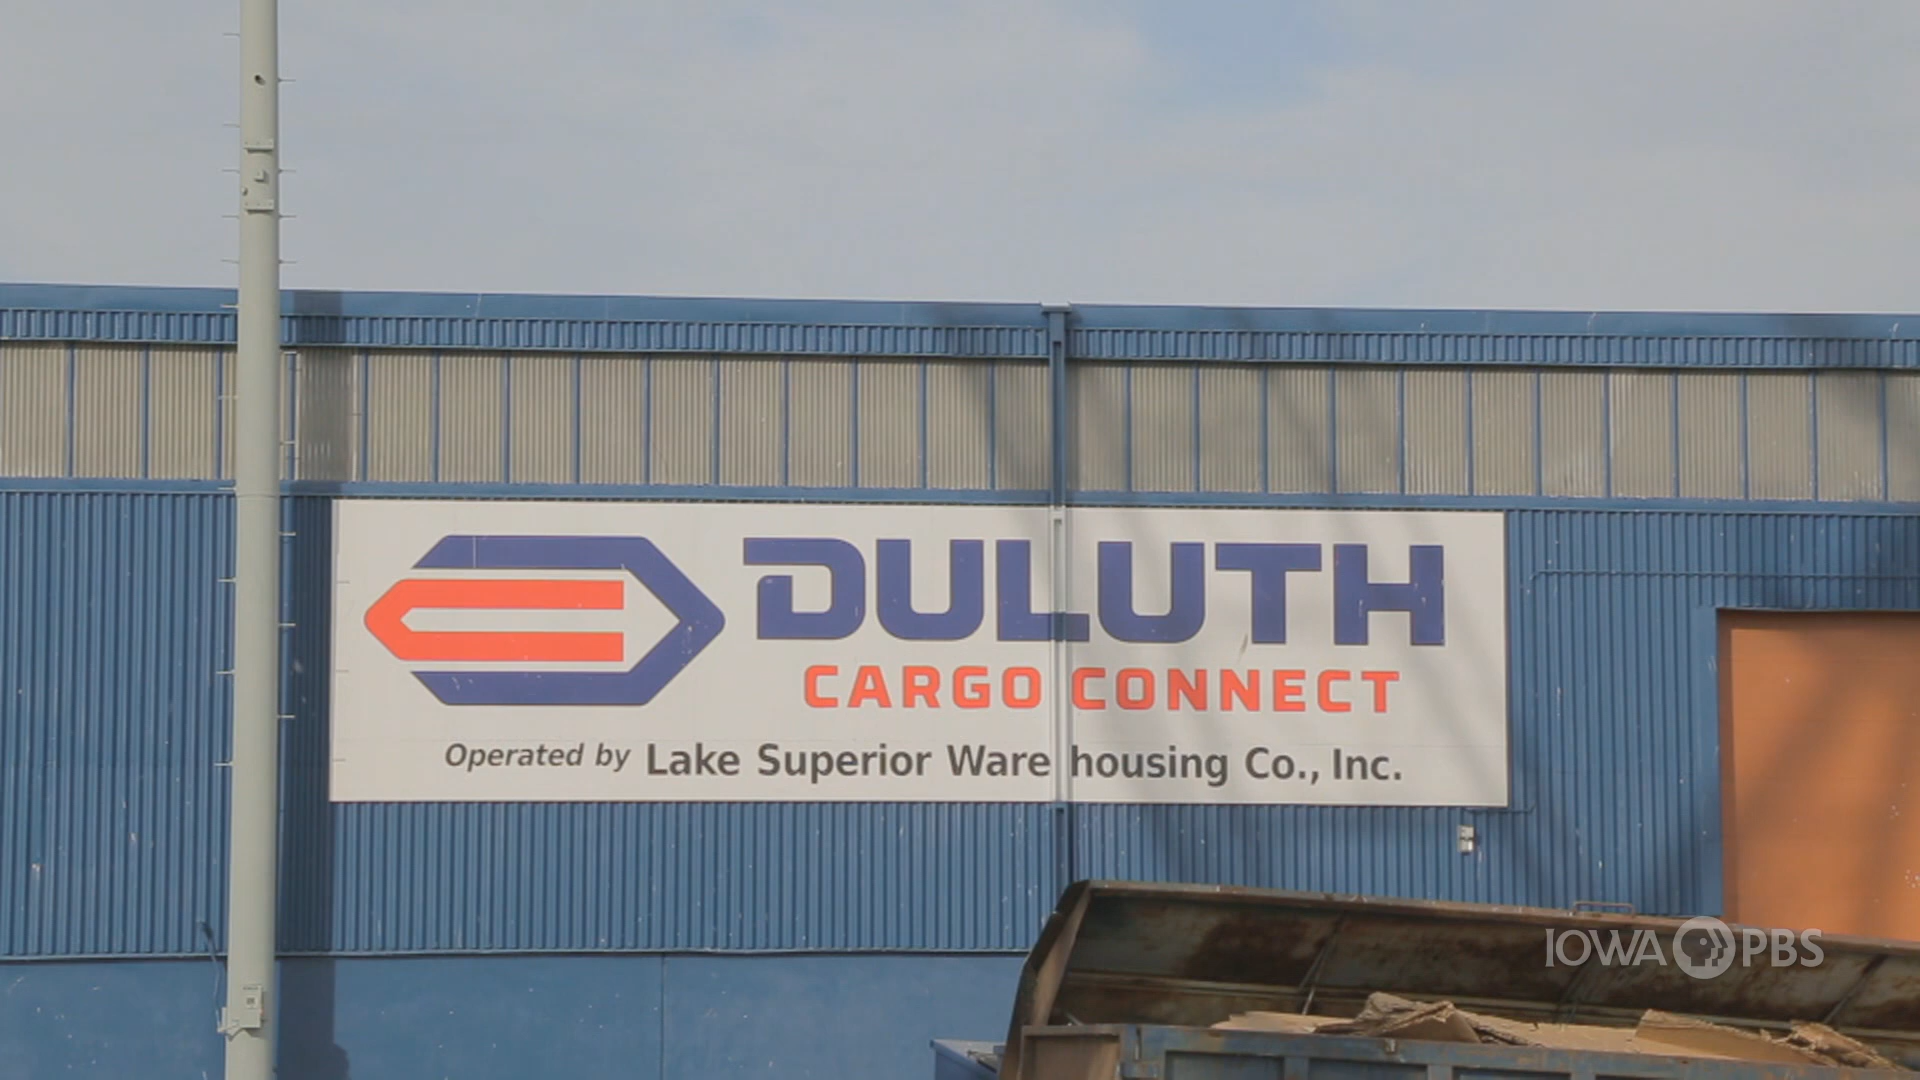 DULUTH
CARGO CONNECT
Operated by Lake Superior Warehousing Co., Inc.
IOWA PBS